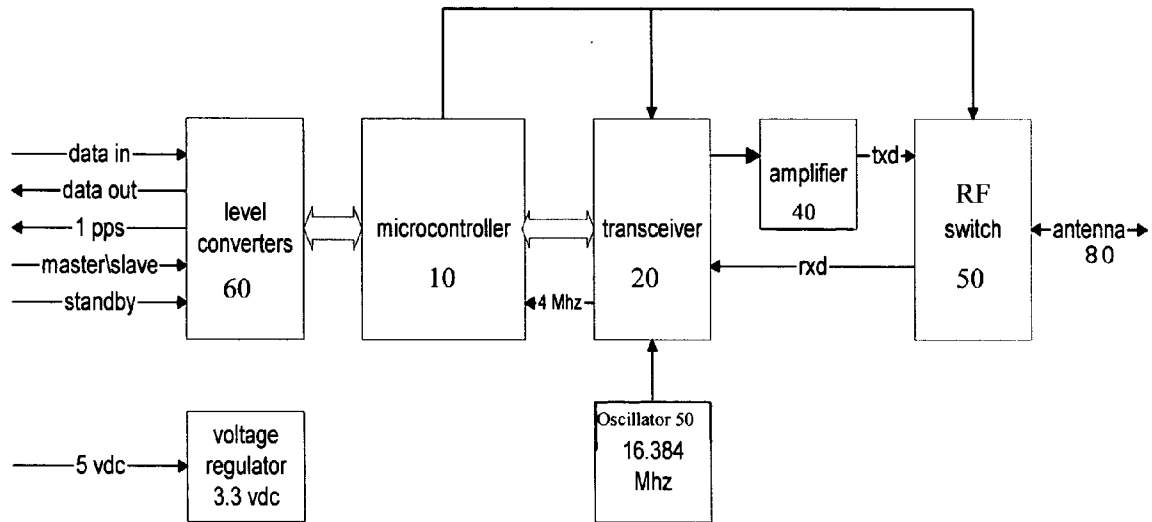 data in
data out
1 pps
master\slave
standby
level
converters
60
microcontroller
10
4 Mhz
transceiver
20
amplifier
40
txd
rxd
RF
switch
50
antenna
80
5 vdc
voltage
regulator
3.3 vdc
Oscillator 50
16.384
Mhz